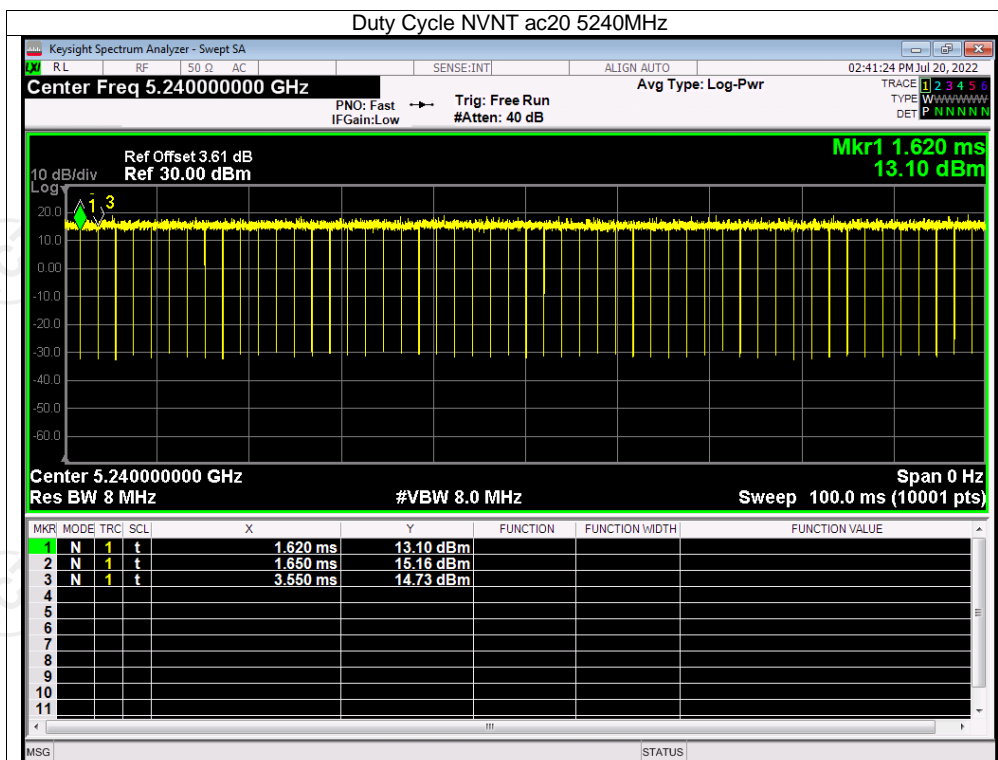 Duty Cycle NVNT ac20 5240MHz
Keysight Spectrum Analyzer - Swept SA
LXI RL RF 50 Ω AC SENSE:INT ALIGN AUTO 02:41:24 PM Jul 20, 2022
Center Freq 5.240000000 GHz
PNO: Fast
IFGain:Low
Trig: Free Run
#Atten: 40 dB
Avg Type: Log-Pwr
TRACE 1 2 3 4 5 6
TYPE WWWWWW
DET P N N N N N
Mkr1 1.620 ms
13.10 dBm
Ref Offset 3.61 dB
10 dB/div Ref 30.00 dBm
Log
1 3
20.0
10.0
0.00
-10.0
-20.0
-30.0
-40.0
-50.0
-60.0
Center 5.240000000 GHz Span 0 Hz
Res BW 8 MHz #VBW 8.0 MHz Sweep 100.0 ms (10001 pts)
MKR MODE TRC SCL X Y FUNCTION FUNCTION WIDTH FUNCTION VALUE
1 N 1 t 1.620 ms 13.10 dBm
2 N 1 t 1.650 ms 15.16 dBm
3 N 1 t 3.550 ms 14.73 dBm
4
5
6
7
8
9
10
11
MSG STATUS